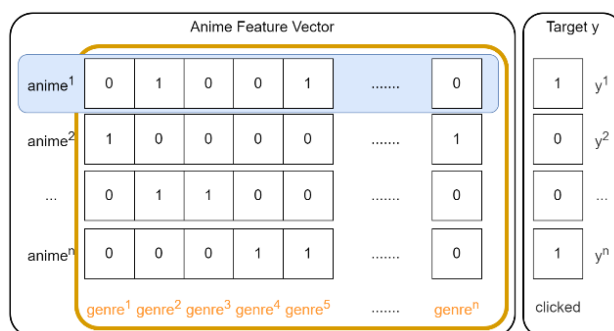 Anime Feature Vector Target y
anime¹ 0 1 0 0 1 ....... 0 1 y¹
anime² 1 0 0 0 0 ....... 1 0 y²
... 0 1 1 0 0 ....... 0 0 ...
animeⁿ 0 0 0 1 1 ....... 0 1 yⁿ
genre¹ genre² genre³ genre⁴ genre⁵ ....... genreⁿ clicked